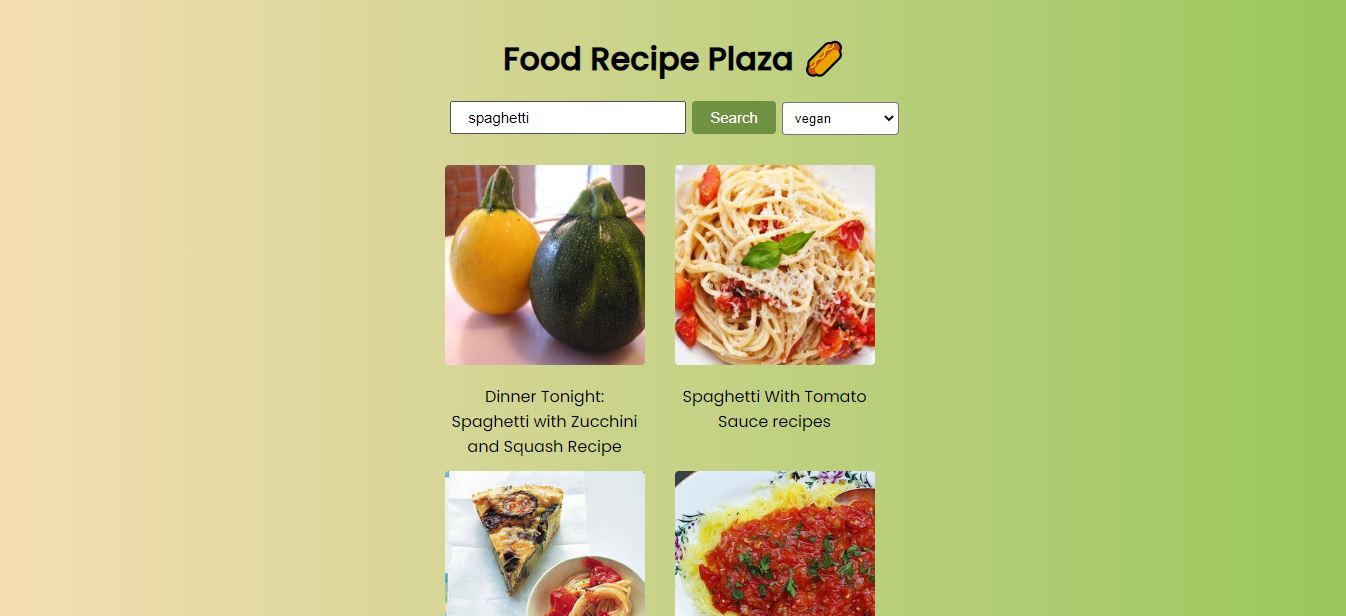 Food Recipe Plaza
spaghetti
Search
vegan
Dinner Tonight:
Spaghetti with Zucchini
and Squash Recipe
Spaghetti With Tomato
Sauce recipes